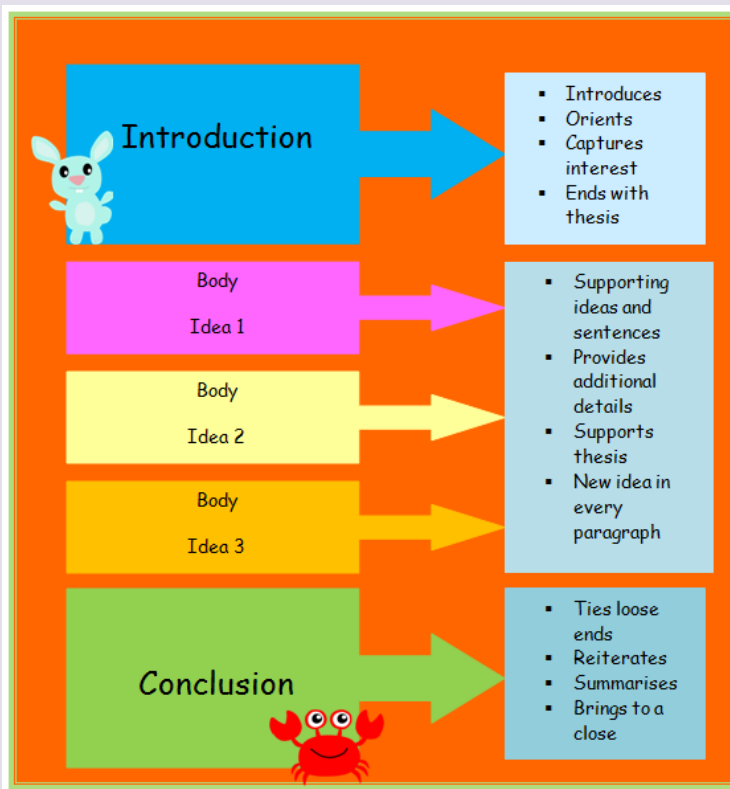 Introduction
▪ Introduces
▪ Orients
▪ Captures
interest
▪ Ends with
thesis
Body
Idea 1
Body
Idea 2
Body
Idea 3
▪ Supporting
ideas and
sentences
▪ Provides
additional
details
▪ Supports
thesis
▪ New idea in
every
paragraph
Conclusion
▪ Ties loose
ends
▪ Reiterates
▪ Summarises
▪ Brings to a
close